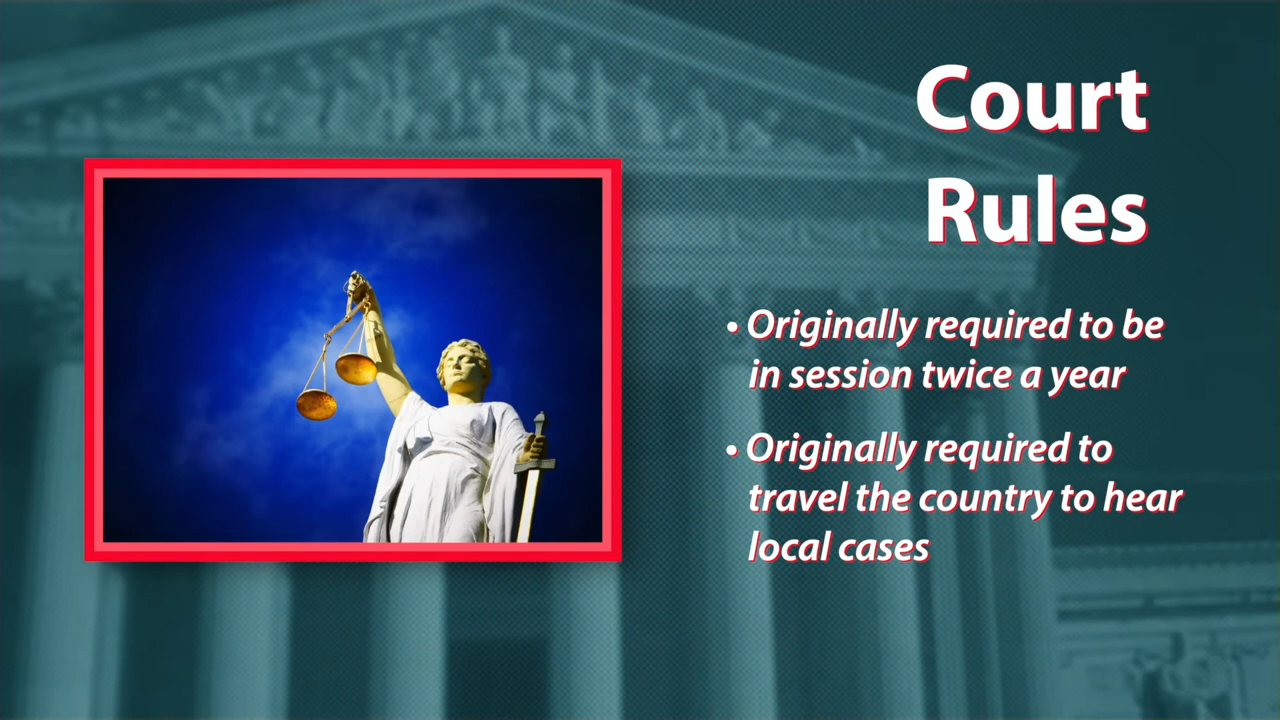 Court
Rules
• Originally required to be
in session twice a year
• Originally required to
travel the country to hear
local cases